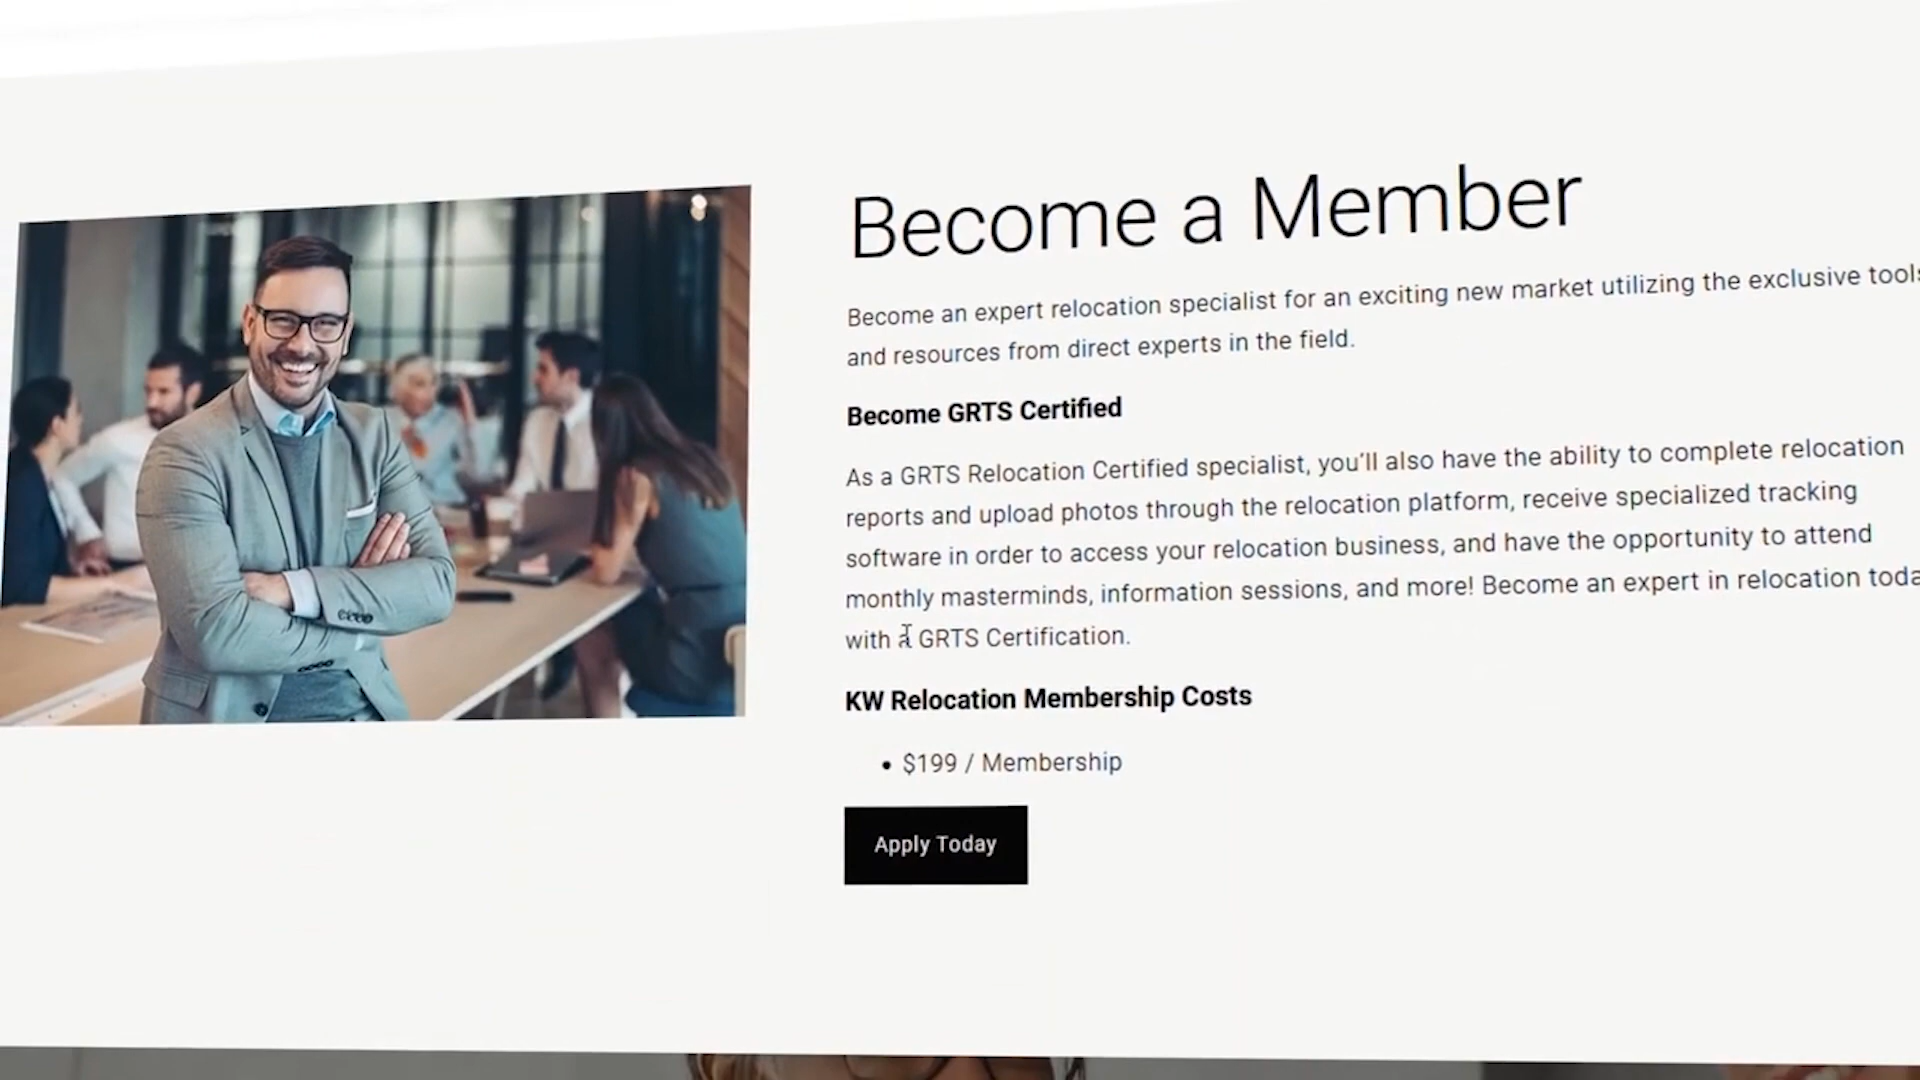 Become a Member
Become an expert relocation specialist for an exciting new market utilizing the exclusive tools
and resources from direct experts in the field.
Become GRTS Certified
As a GRTS Relocation Certified specialist, you'll also have the ability to complete relocation
reports and upload photos through the relocation platform, receive specialized tracking
software in order to access your relocation business, and have the opportunity to attend
monthly masterminds, information sessions, and more! Become an expert in relocation toda
with a GRTS Certification.
KW Relocation Membership Costs
• $199 / Membership
Apply Today